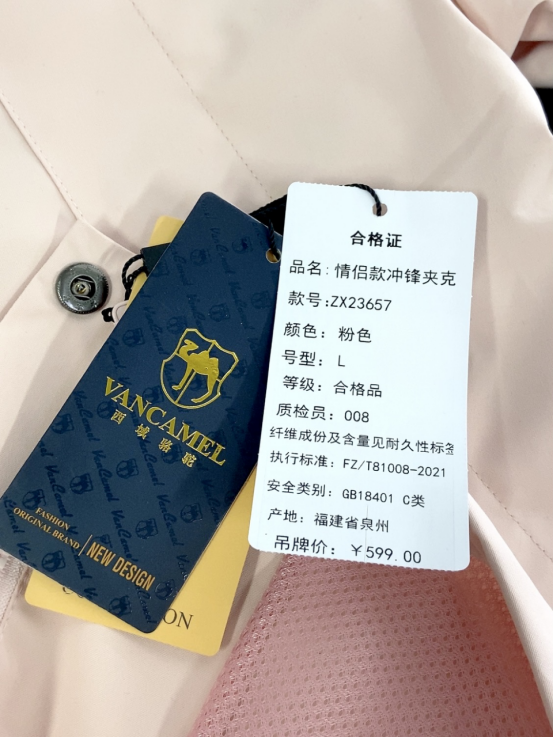 合格证
品名: 情侣款冲锋夹克
款号:ZX23657
颜色: 粉色
号型: L
等级: 合格品
质检员: 008
纤维成份及含量见耐久性标签
执行标准: FZ/T81008-2021
安全类别: GB18401 C类
产地: 福建省泉州
吊牌价: ￥599.00
VANCAMEL
西域骆驼
FASHION
ORIGINAL BRAND
NEW DESIGN